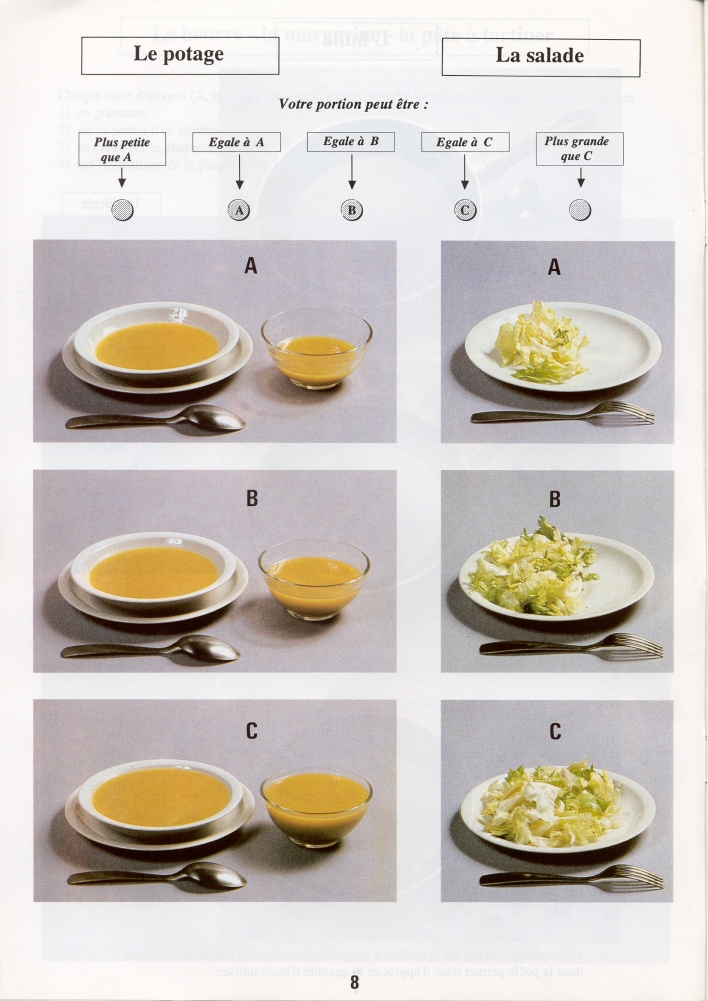 Le potage
La salade
Votre portion peut être :
Plus petite
que A
Egale à A
Egale à B
Egale à C
Plus grande
que C
A
B
C
A
A
B
B
C
C
8